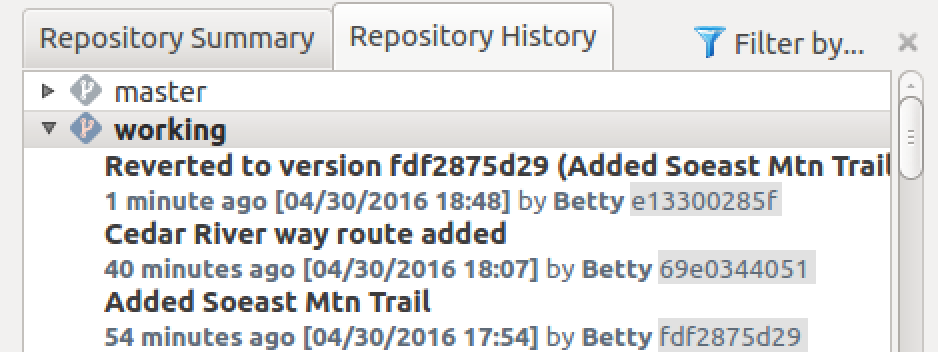 Repository Summary Repository History Filter by...
master
working
Reverted to version fdf2875d29 (Added Soeast Mtn Trail
1 minute ago [04/30/2016 18:48] by Betty e13300285f
Cedar River way route added
40 minutes ago [04/30/2016 18:07] by Betty 69e0344051
Added Soeast Mtn Trail
54 minutes ago [04/30/2016 17:54] by Betty fdf2875d29